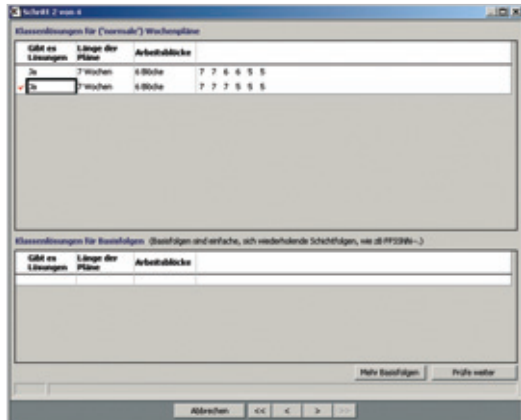 Schritt 2 von 4
Klassenlösungen für ('normale') Wochenpläne
Gibt es Lösungen Länge der Pläne Arbeitsblöcke
Ja 7 Wochen 6 Blöcke 7 7 6 6 5 5
Ja 7 Wochen 6 Blöcke 7 7 7 5 5 5
Klassenlösungen für Basisfolgen (Basisfolgen sind einfache, sich wiederholende Schichtfolgen, wie zB FFSSNN--.)
Gibt es Lösungen Länge der Pläne Arbeitsblöcke
Mehr Basisfolgen Prüfe weiter
Abbrechen << < > >>